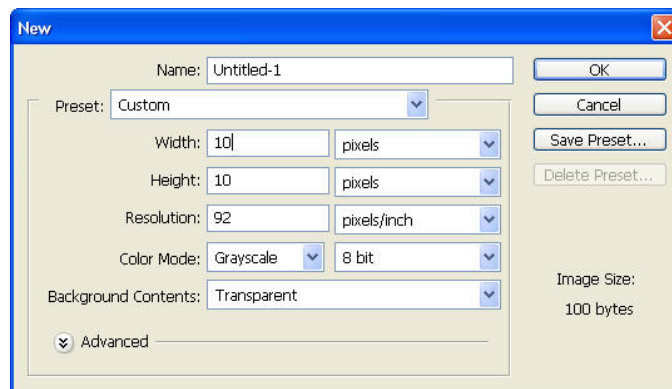 New
Name: Untitled-1
OK
Preset: Custom
Cancel
Width: 10 pixels
Save Preset...
Height: 10 pixels
Delete Preset...
Resolution: 92 pixels/inch
Color Mode: Grayscale 8 bit
Image Size:
Background Contents: Transparent
100 bytes
Advanced